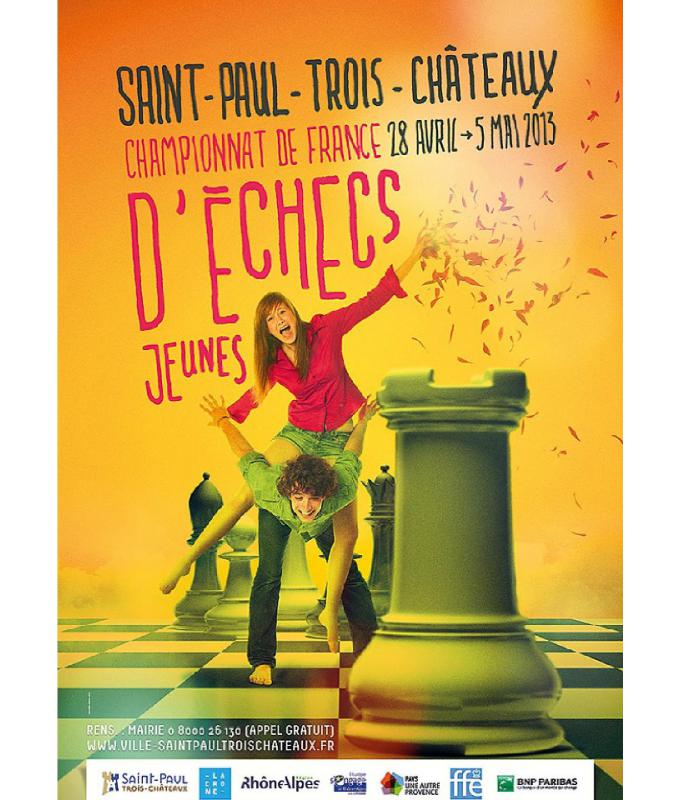 SAINT-PAUL-TROIS-CHÂTEAUX
CHAMPIONNAT DE FRANCE 28 AVRIL → 5 MAI 2013
D'ÉCHECS
JEUNES
RENS. : MAIRIE 0 8000 26 130 (APPEL GRATUIT)
WWW.VILLE-SAINTPAULTROISCHATEAUX.FR
SAINT-PAUL
TROIS-CHÂTEAUX
LA DRÔME
RhôneAlpes
PAYS
UNE AUTRE
PROVENCE
ffe
BNP PARIBAS